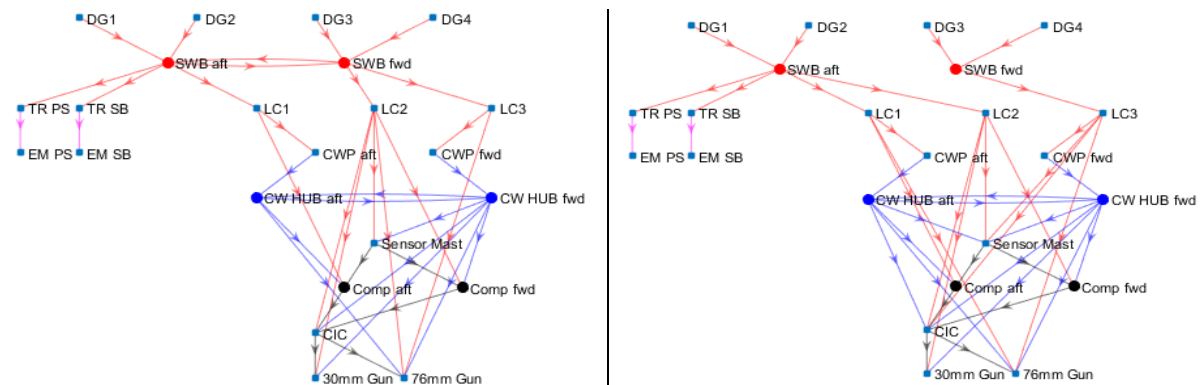 DG1 DG2 DG3 DG4
SWB aft SWB fwd
TR PS TR SB LC1 LC2 LC3
EM PS EM SB CWP aft CWP fwd
CW HUB aft CW HUB fwd
Sensor Mast
Comp aft Comp fwd
CIC
30mm Gun 76mm Gun
DG1 DG2 DG3 DG4
SWB aft SWB fwd
TR PS TR SB LC1 LC2 LC3
EM PS EM SB CWP aft CWP fwd
CW HUB aft CW HUB fwd
Sensor Mast
Comp aft Comp fwd
CIC
30mm Gun 76mm Gun